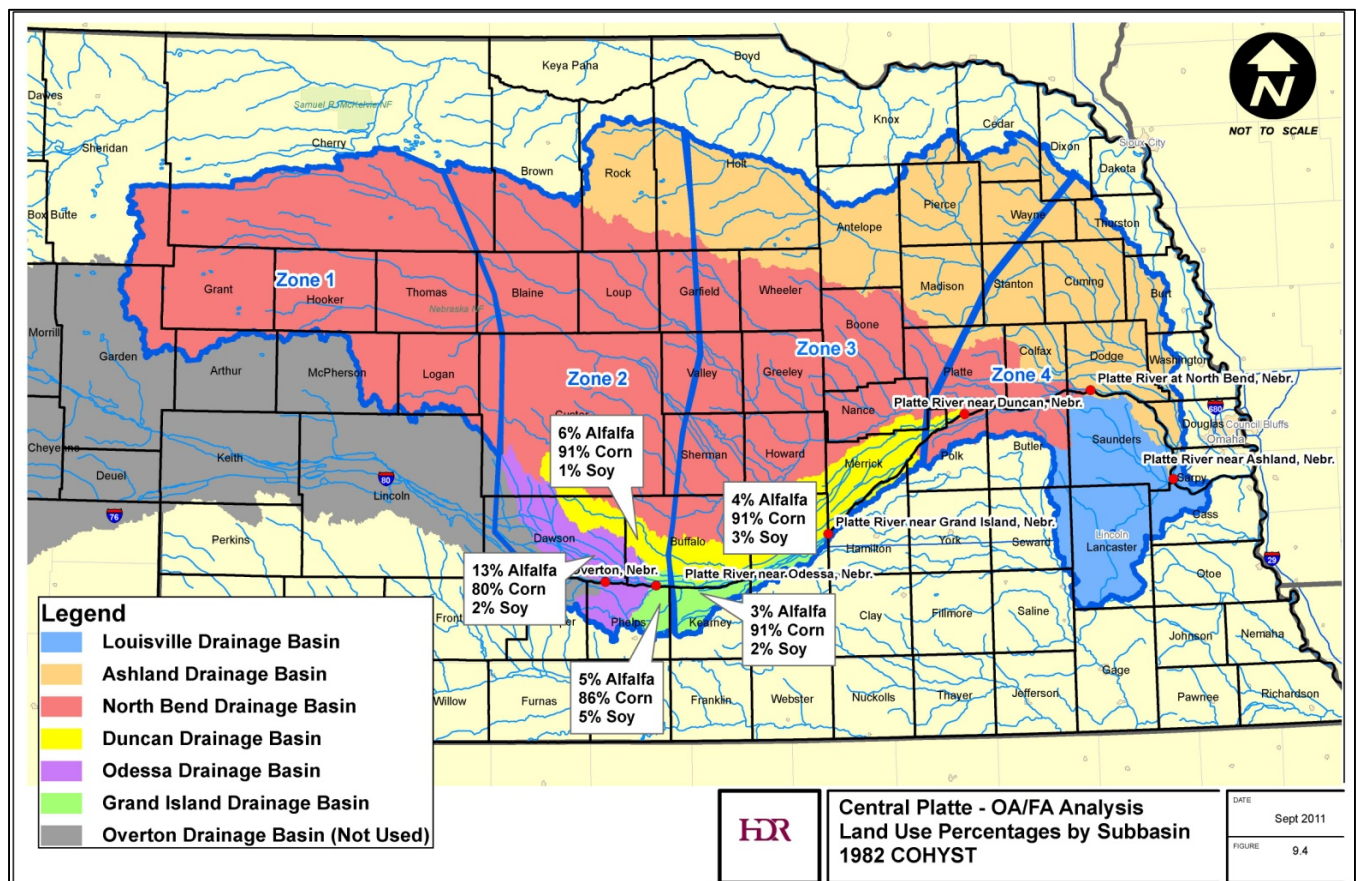 Keya Paha
Boyd
Dawes
Samuel R. McKelvie NF
Knox
Cedar
N
NOT TO SCALE
Sheridan
Cherry
Brown
Rock
Holt
Dixon
Dakota
Sioux City
Box Butte
Antelope
Pierce
Wayne
Thurston
Zone 1
Grant
Hooker
Thomas
Nebraska NF
Blaine
Loup
Garfield
Wheeler
Madison
Stanton
Cuming
Burt
Morrill
Garden
Arthur
McPherson
Logan
Zone 2
Valley
Greeley
Boone
Zone 3
Platte
Colfax
Zone 4
Dodge
Washington
Platte River at North Bend, Nebr.
Nance
Platte River near Duncan, Nebr.
680
Douglas
Council Bluffs
Omaha
Cheyenne
Deuel
Keith
80
Lincoln
76
Custer
6% Alfalfa
91% Corn
1% Soy
Sherman
Howard
Merrick
Polk
Butler
Saunders
Platte River near Ashland, Nebr.
Sarpy
Cass
4% Alfalfa
91% Corn
3% Soy
Platte River near Grand Island, Nebr.
Perkins
Dawson
Buffalo
Hamilton
York
Seward
Lincoln
Lancaster
29
Otoe
13% Alfalfa
80% Corn
2% Soy
Overton, Nebr.
Platte River near Odessa, Nebr.
Phelps
Kearney
3% Alfalfa
91% Corn
2% Soy
Clay
Fillmore
Saline
Johnson
Nemaha
5% Alfalfa
86% Corn
5% Soy
Gage
Willow
Furnas
Franklin
Webster
Nuckolls
Thayer
Jefferson
Pawnee
Richardson
Legend
Louisville Drainage Basin
Ashland Drainage Basin
North Bend Drainage Basin
Duncan Drainage Basin
Odessa Drainage Basin
Grand Island Drainage Basin
Overton Drainage Basin (Not Used)
HDR
Central Platte - OA/FA Analysis
Land Use Percentages by Subbasin
1982 COHYST
DATE
Sept 2011
FIGURE
9.4